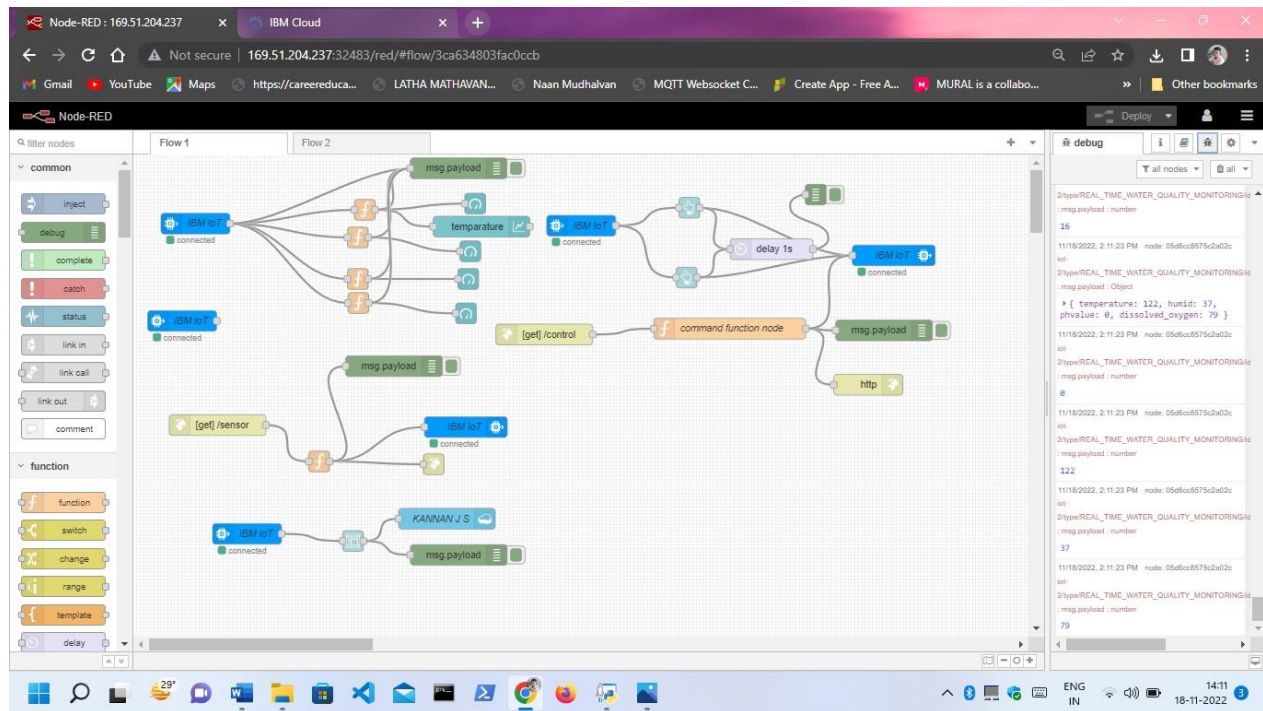 Node-RED : 169.51.204.237
IBM Cloud
Not secure | 169.51.204.237:32483/red/#flow/3ca634803fac0ccb
Gmail YouTube Maps https://careereduca... LATHA MATHAVAN... Naan Mudhalvan MQTT Websocket C... Create App - Free A... MURAL is a collabo... » Other bookmarks
Node-RED
Deploy
filter nodes
Flow 1
Flow 2
debug
all nodes
all
common
inject
debug
complete
catch
status
link in
link call
link out
comment
function
function
switch
change
range
template
delay
msg.payload
IBM IoT
connected
temparature
IBM IoT
connected
delay 1s
IBM IoT
connected
IBM IoT
connected
[get] /control
command function node
msg.payload
http
msg.payload
[get] /sensor
IBM IoT
connected
IBM IoT
connected
KANNAN J S
msg.payload
2/type/REAL_TIME_WATER_QUALITY_MONITORING/id
: msg.payload : number
16
11/18/2022, 2:11:23 PM node: 05d6cc8575c2a02c
iot-
2/type/REAL_TIME_WATER_QUALITY_MONITORING/id
: msg.payload : Object
{ temperature: 122, humid: 37,
phvalue: 0, dissolved_oxygen: 79 }
11/18/2022, 2:11:23 PM node: 05d6cc8575c2a02c
iot-
2/type/REAL_TIME_WATER_QUALITY_MONITORING/id
: msg.payload : number
0
11/18/2022, 2:11:23 PM node: 05d6cc8575c2a02c
iot-
2/type/REAL_TIME_WATER_QUALITY_MONITORING/id
: msg.payload : number
122
11/18/2022, 2:11:23 PM node: 05d6cc8575c2a02c
iot-
2/type/REAL_TIME_WATER_QUALITY_MONITORING/id
: msg.payload : number
37
11/18/2022, 2:11:23 PM node: 05d6cc8575c2a02c
iot-
2/type/REAL_TIME_WATER_QUALITY_MONITORING/id
: msg.payload : number
79
29°
ENG
IN
14:11
18-11-2022
3